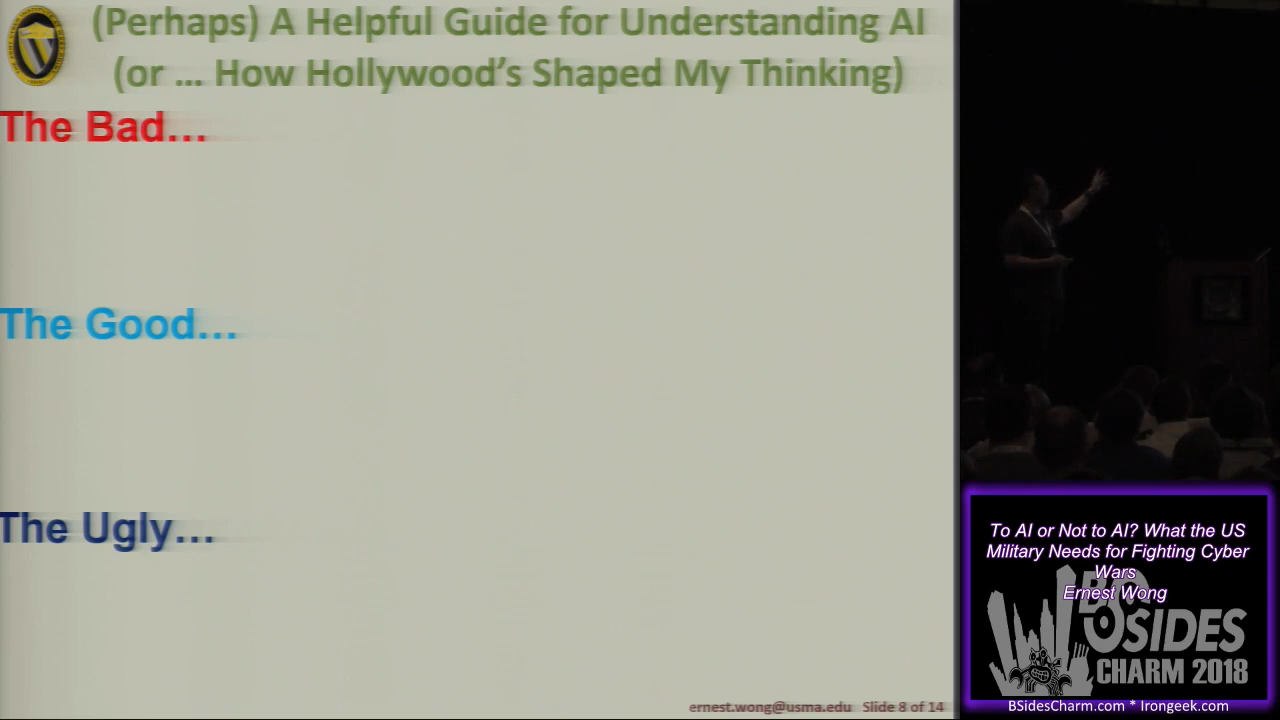 (Perhaps) A Helpful Guide for Understanding AI
(or ... How Hollywood's Shaped My Thinking)
The Bad...
The Good...
The Ugly...
ernest.wong@usma.edu Slide 8 of 14
To AI or Not to AI? What the US
Military Needs for Fighting Cyber
Wars
Ernest Wong
BSIDES
CHARM 2018
BSidesCharm.com * Irongeek.com